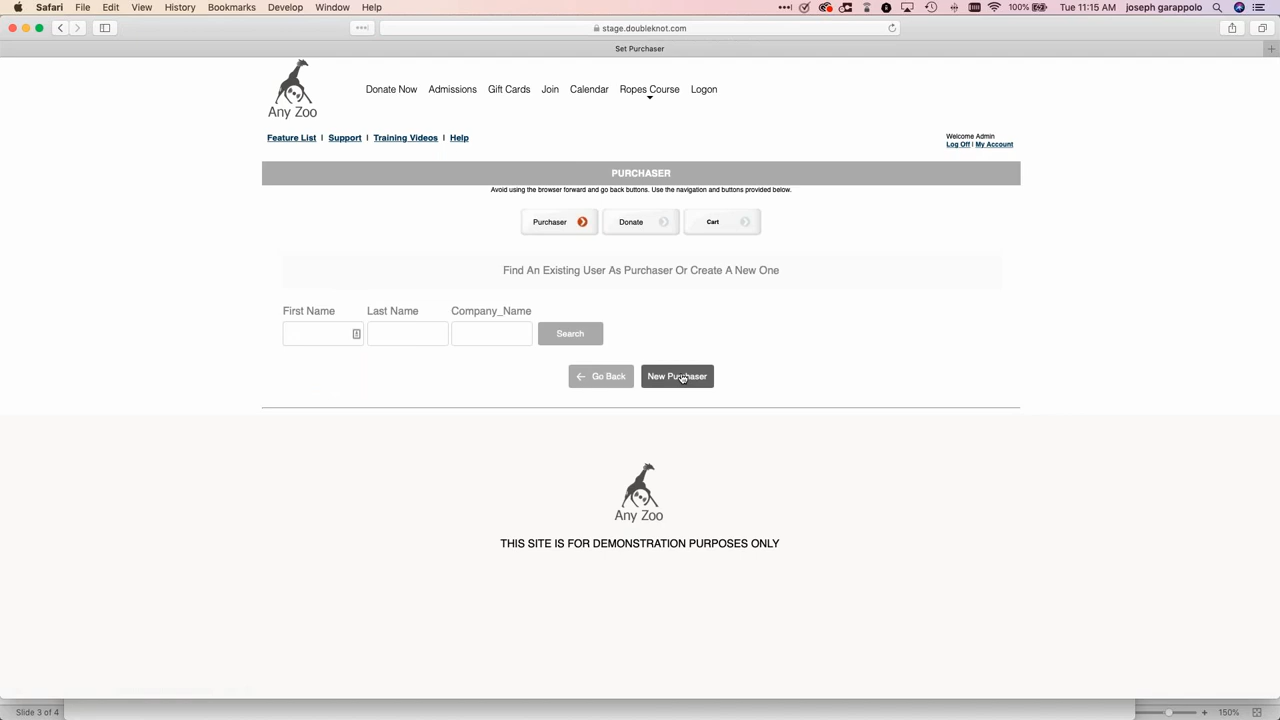 Safari File Edit View History Bookmarks Develop Window Help 100% Tue 11:15 AM joseph garappolo
stage.doubleknot.com
Set Purchaser
Any Zoo
Donate Now Admissions Gift Cards Join Calendar Ropes Course Logon
Feature List | Support | Training Videos | Help
Welcome Admin
Log Off | My Account
PURCHASER
Avoid using the browser forward and go back buttons. Use the navigation and buttons provided below.
Purchaser Donate Cart
Find An Existing User As Purchaser Or Create A New One
First Name Last Name Company_Name
Search
Go Back New Purchaser
Any Zoo
THIS SITE IS FOR DEMONSTRATION PURPOSES ONLY
Slide 3 of 4 150%